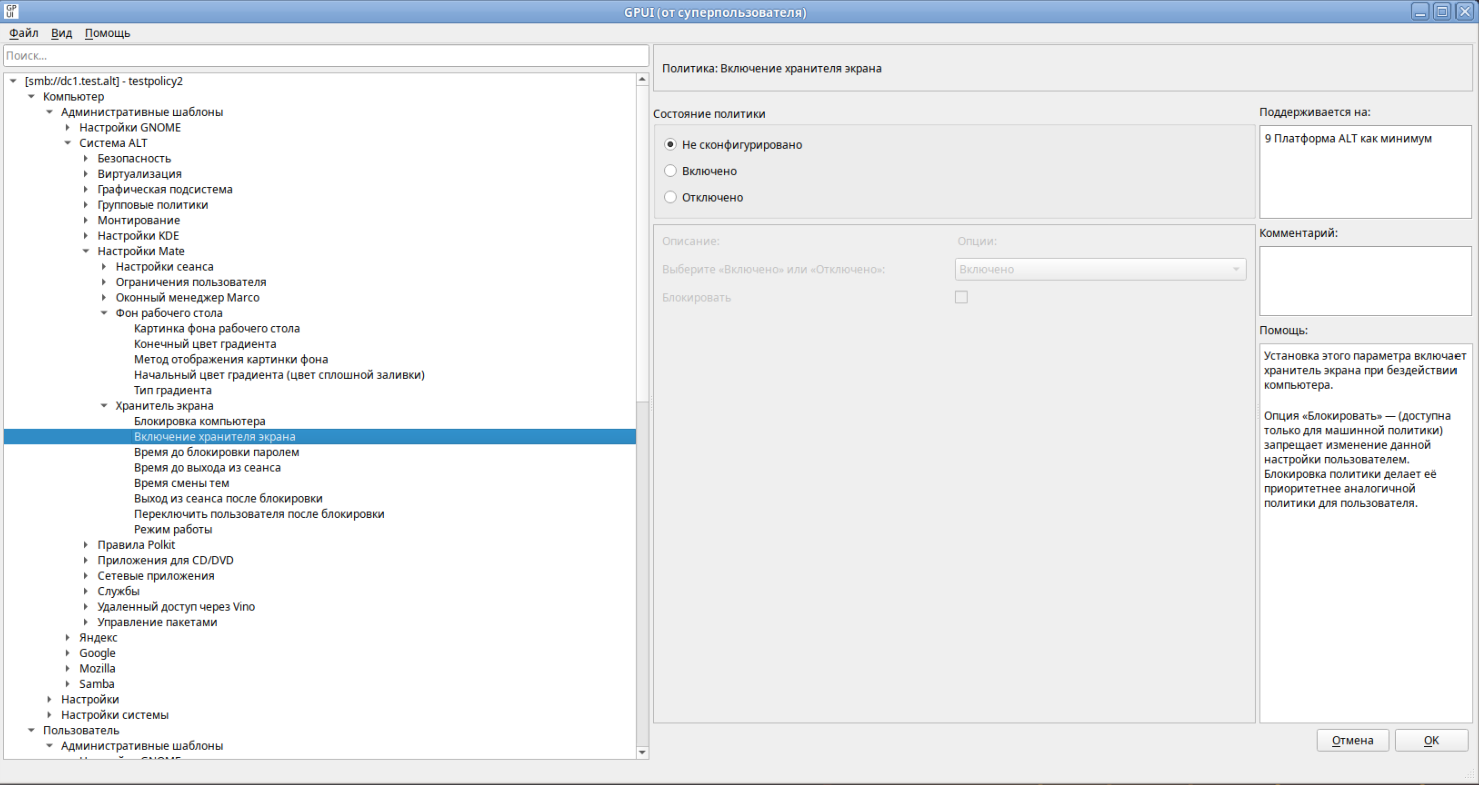 GPUI
GPUI (от суперпользователя)
Файл Вид Помощь
Поиск...
[smb://dc1.test.alt] - testpolicy2
Компьютер
Административные шаблоны
Настройки GNOME
Система ALT
Безопасность
Виртуализация
Графическая подсистема
Групповые политики
Монтирование
Настройки KDE
Настройки Mate
Настройки сеанса
Ограничения пользователя
Оконный менеджер Marco
Фон рабочего стола
Картинка фона рабочего стола
Конечный цвет градиента
Метод отображения картинки фона
Начальный цвет градиента (цвет сплошной заливки)
Тип градиента
Хранитель экрана
Блокировка компьютера
Включение хранителя экрана
Время до блокировки паролем
Время до выхода из сеанса
Время смены тем
Выход из сеанса после блокировки
Переключить пользователя после блокировки
Режим работы
Правила Polkit
Приложения для CD/DVD
Сетевые приложения
Службы
Удаленный доступ через Vino
Управление пакетами
Яндекс
Google
Mozilla
Samba
Настройки
Настройки системы
Пользователь
Административные шаблоны
Настройки GNOME
Политика: Включение хранителя экрана
Состояние политики
Не сконфигурировано
Включено
Отключено
Описание: Опции:
Выберите «Включено» или «Отключено»: Включено
Блокировать
Поддерживается на:
9 Платформа ALT как минимум
Комментарий:
Помощь:
Установка этого параметра включает
хранитель экрана при бездействии
компьютера.
Опция «Блокировать» — (доступна
только для машинной политики)
запрещает изменение данной
настройки пользователем.
Блокировка политики делает её
приоритетнее аналогичной
политики для пользователя.
Отмена OK